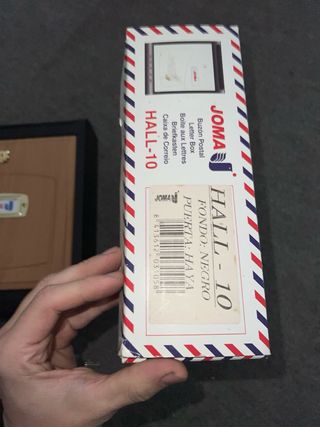 JOMA
Buzón Postal
Letter Box
Boîte aux Lettres
Briefkasten
Caixa de Correio
HALL-10
JOMA
HALL - 10
FONDO: NEGRO
PUERTA: HAYA